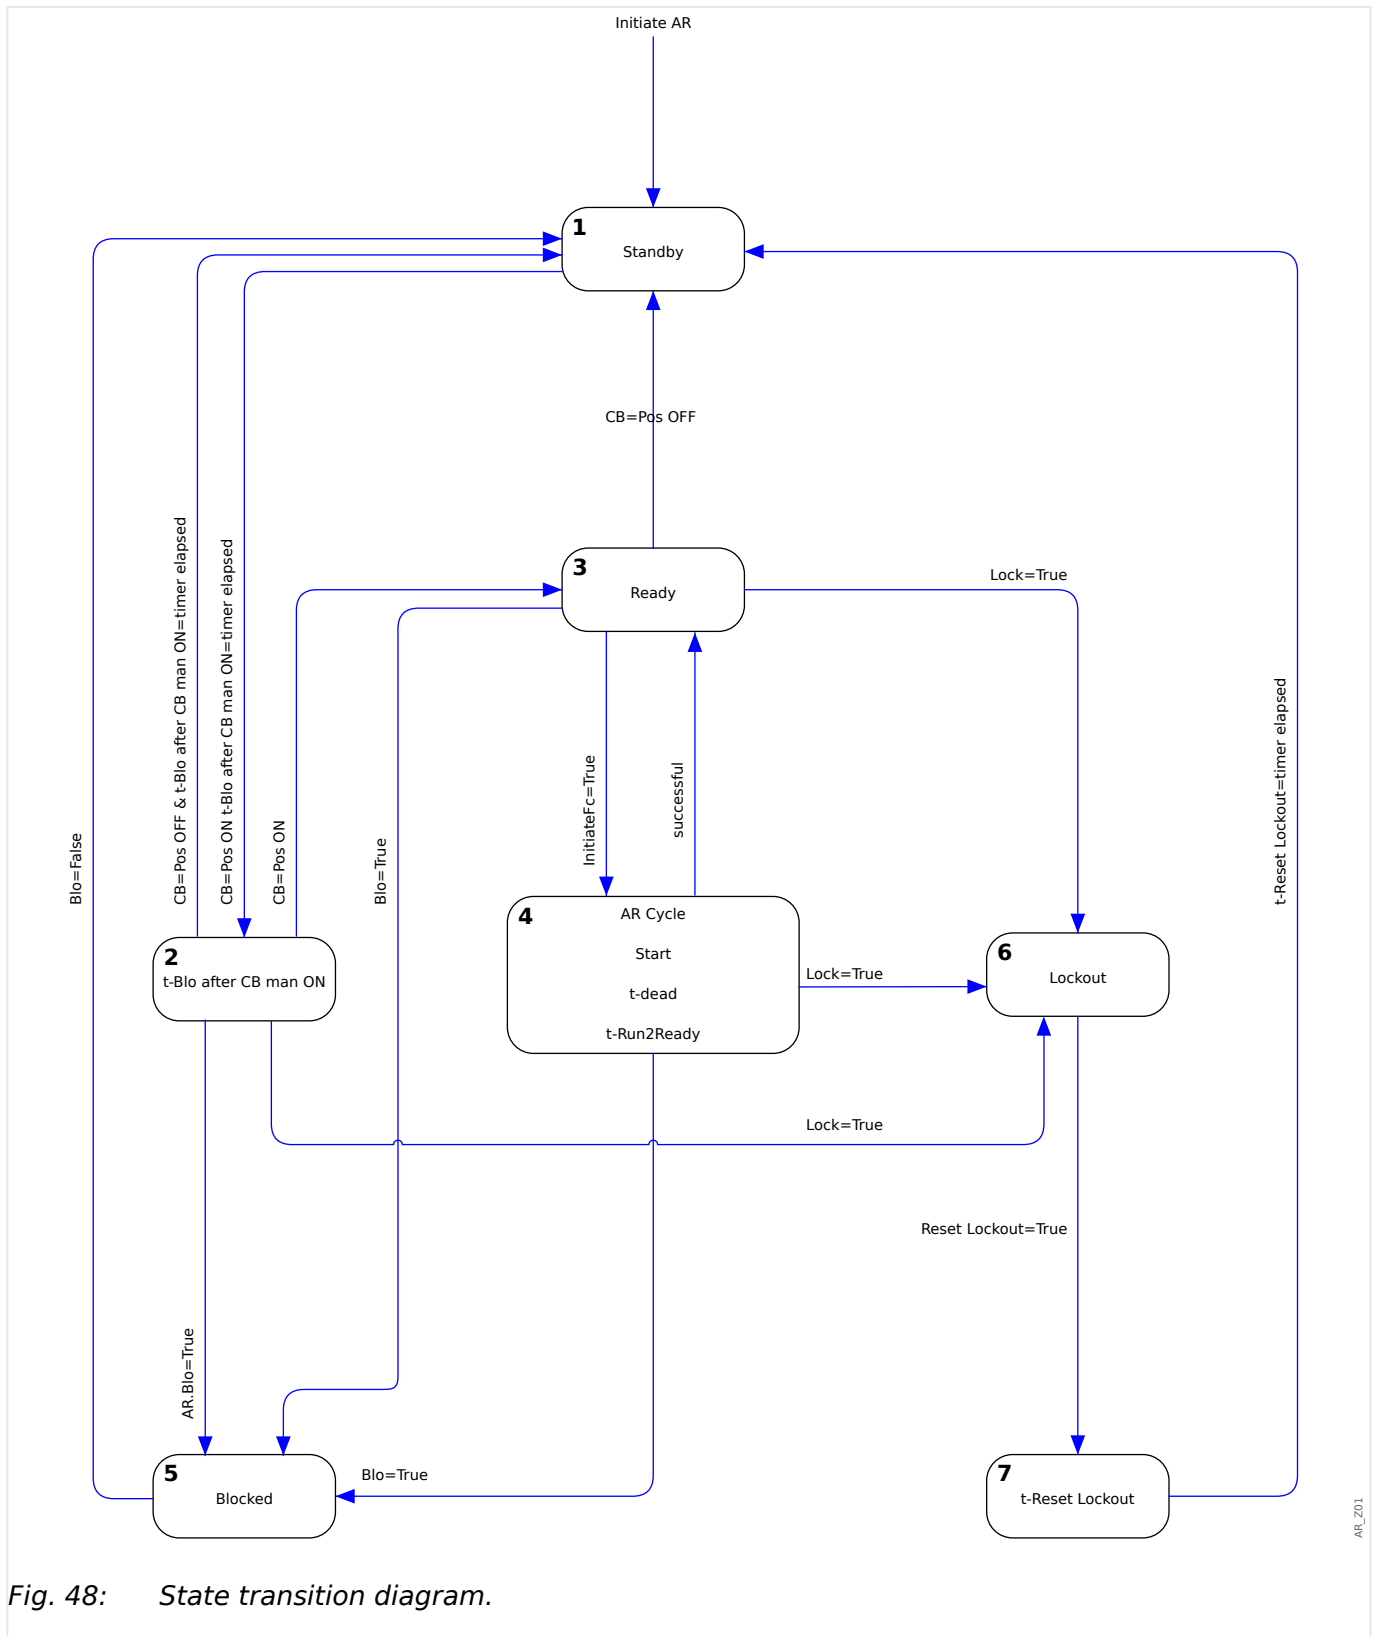 Initiate AR
1
Standby
CB=Pos OFF
3
Ready
Lock=True
CB=Pos OFF & t-Blo after CB man ON=timer elapsed
CB=Pos ON t-Blo after CB man ON=timer elapsed
CB=Pos ON
Blo=False
Blo=True
InitiateFc=True
successful
t-Reset Lockout=timer elapsed
2
t-Blo after CB man ON
4
AR Cycle
Start
t-dead
t-Run2Ready
Lock=True
6
Lockout
Lock=True
Reset Lockout=True
AR.Blo=True
5
Blocked
Blo=True
7
t-Reset Lockout
AR_Z01
Fig. 48: State transition diagram.